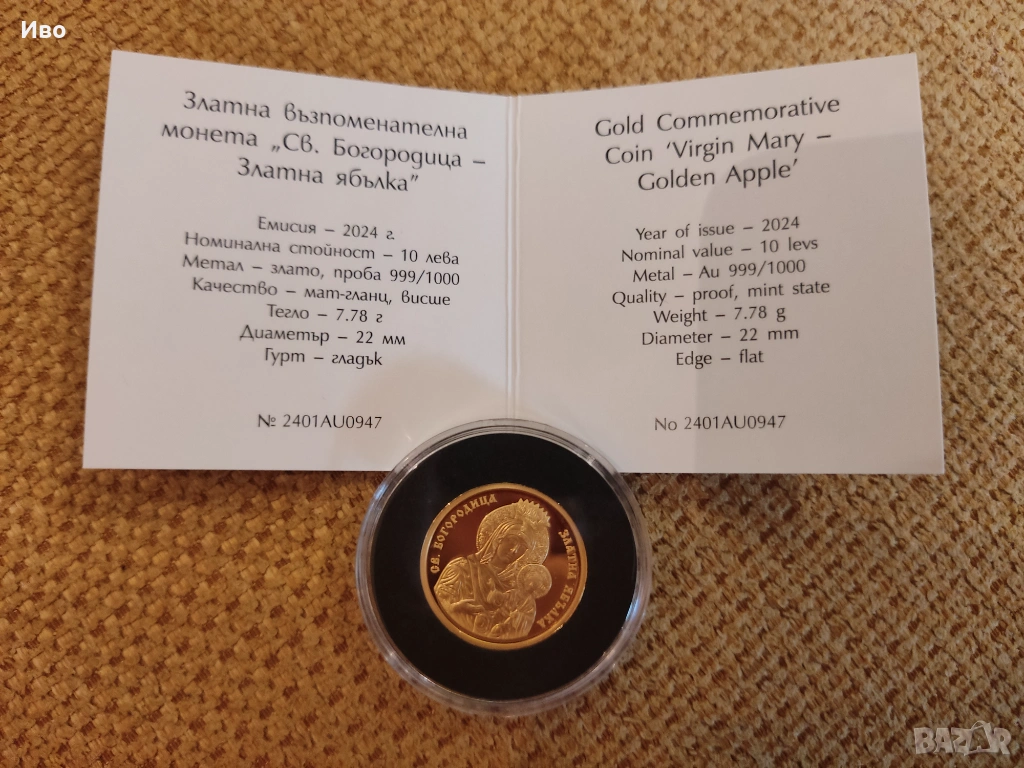 Иво
Златна възпоменателна
монета „Св. Богородица –
Златна ябълка”
Емисия – 2024 г.
Номинална стойност – 10 лева
Метал – злато, проба 999/1000
Качество – мат-гланц, висше
Тегло – 7.78 г
Диаметър – 22 мм
Гурт – гладък
№ 2401AU0947
Gold Commemorative
Coin ‘Virgin Mary –
Golden Apple’
Year of issue – 2024
Nominal value – 10 levs
Metal – Au 999/1000
Quality – proof, mint state
Weight – 7.78 g
Diameter – 22 mm
Edge – flat
No 2401AU0947
СВ. БОГОРОДИЦА
ЗЛАТНА ЯБЪЛКА
BAZAR